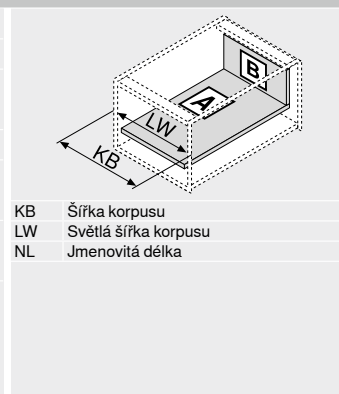 B
A
LW
KB
KB Šířka korpusu
LW Světlá šířka korpusu
NL Jmenovitá délka